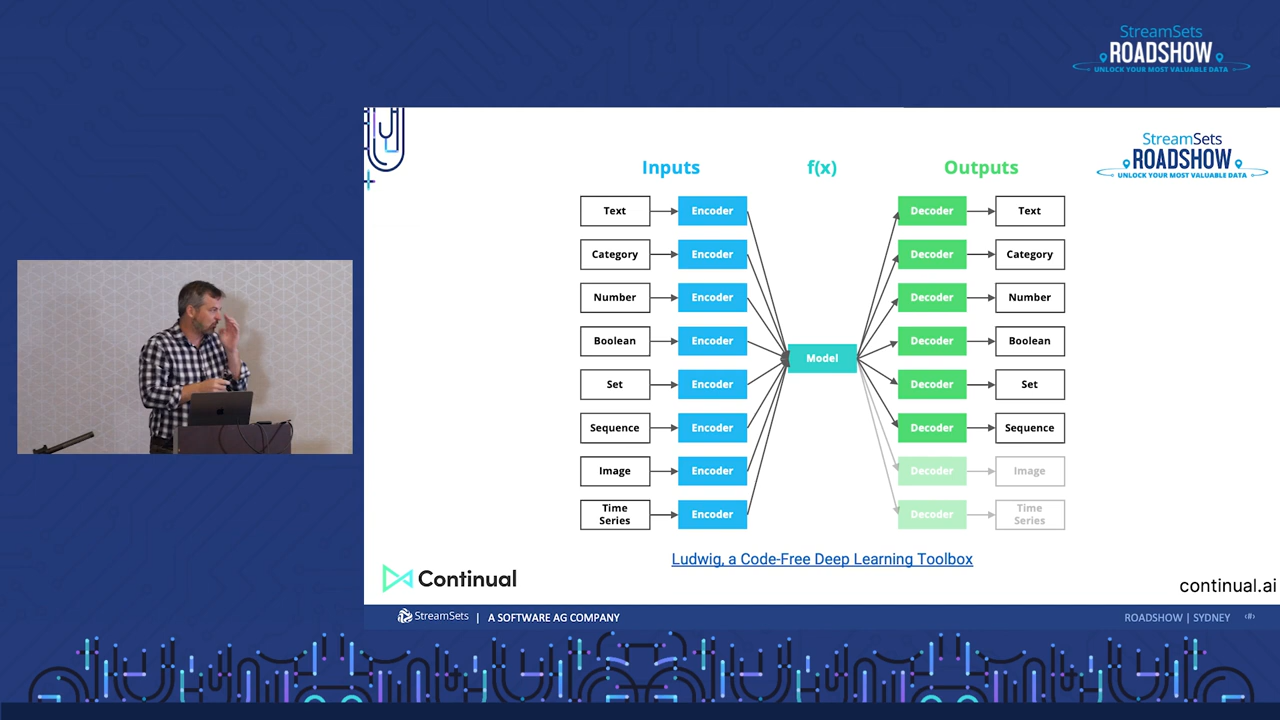 StreamSets
ROADSHOW
UNLOCK YOUR MOST VALUABLE DATA
StreamSets
ROADSHOW
UNLOCK YOUR MOST VALUABLE DATA
Inputs f(x) Outputs
Text Encoder Decoder Text
Category Encoder Decoder Category
Number Encoder Decoder Number
Boolean Encoder Decoder Boolean
Model
Set Encoder Decoder Set
Sequence Encoder Decoder Sequence
Image Encoder Decoder Image
Time Series Encoder Decoder Time Series
Ludwig, a Code-Free Deep Learning Toolbox
Continual
continual.ai
StreamSets | A SOFTWARE AG COMPANY
ROADSHOW | SYDNEY ‹#›